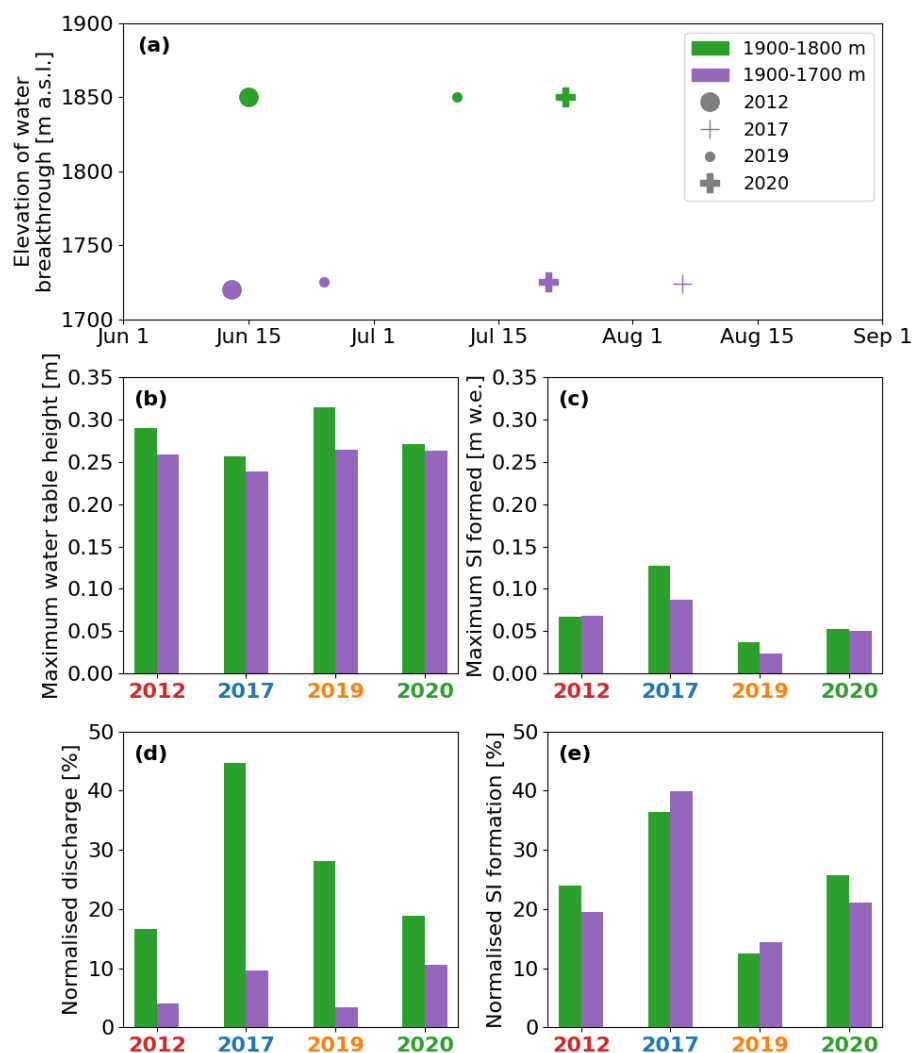 (a)
Elevation of water
breakthrough [m a.s.l.]
1900
1850
1800
1750
1700
Jun 1
Jun 15
Jul 1
Jul 15
Aug 1
Aug 15
Sep 1
1900-1800 m
1900-1700 m
2012
2017
2019
2020
(b)
Maximum water table height [m]
0.35
0.30
0.25
0.20
0.15
0.10
0.05
0.00
2012
2017
2019
2020
(c)
Maximum SI formed [m w.e.]
0.35
0.30
0.25
0.20
0.15
0.10
0.05
0.00
2012
2017
2019
2020
(d)
Normalised discharge [%]
50
40
30
20
10
0
2012
2017
2019
2020
(e)
Normalised SI formation [%]
50
40
30
20
10
0
2012
2017
2019
2020